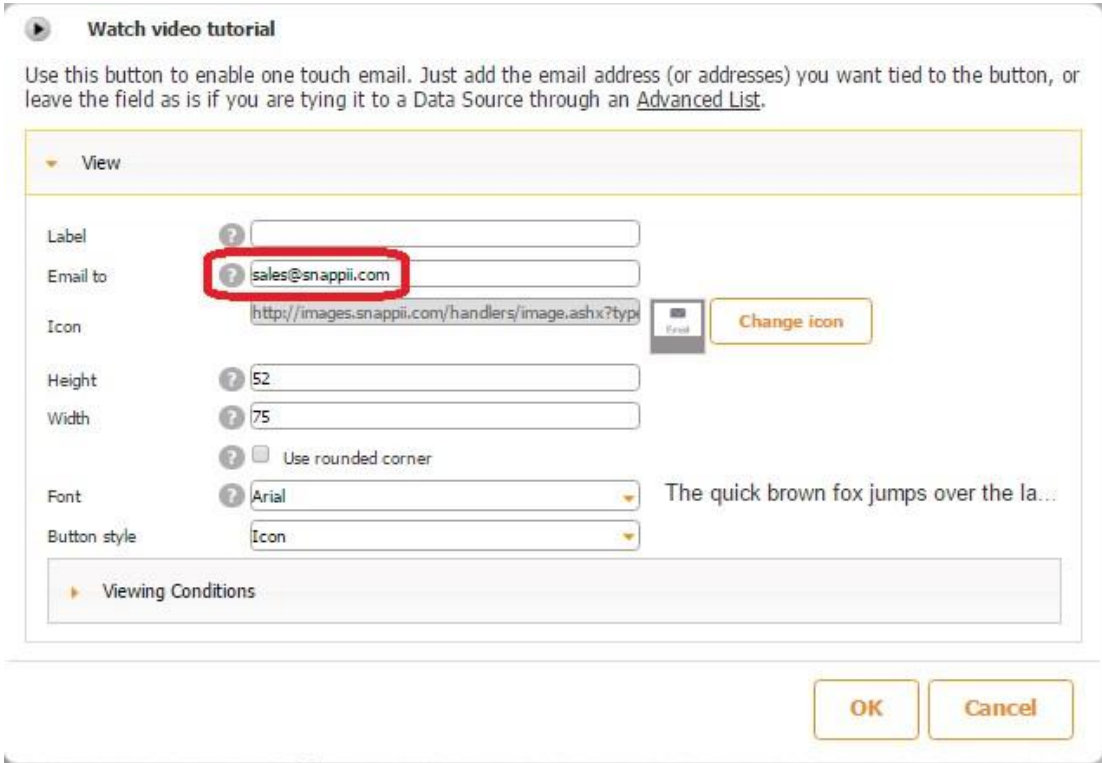 Watch video tutorial
Use this button to enable one touch email. Just add the email address (or addresses) you want tied to the button, or
leave the field as is if you are tying it to a Data Source through an Advanced List.
View
Label ?
Email to ? sales@snappii.com
Icon http://images.snappii.com/handlers/image.ashx?type Email Change icon
Height ? 52
Width ? 75
? Use rounded corner
Font ? Arial The quick brown fox jumps over the la...
Button style Icon
Viewing Conditions
OK Cancel